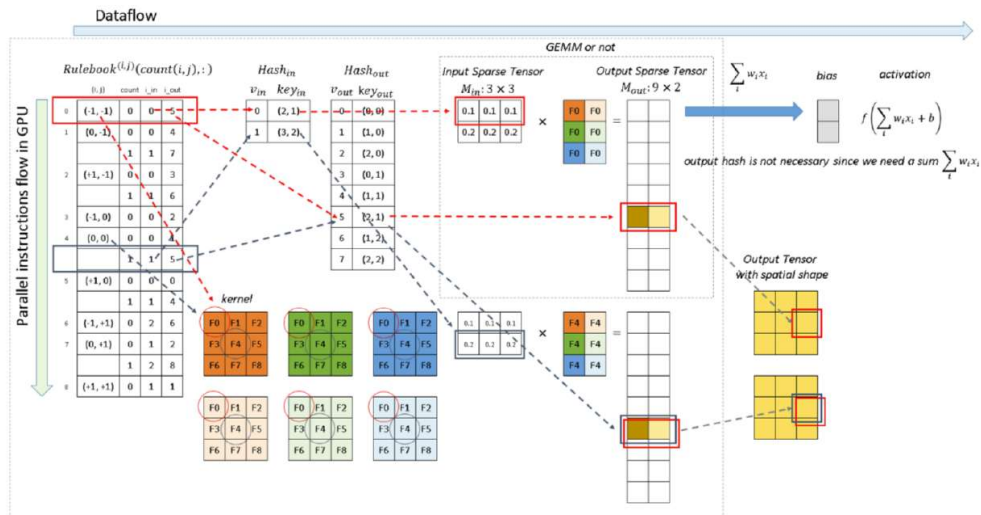 Dataflow
Parallel instructions flow in GPU
GEMM or not
Rulebook^(i,j)(count(i,j),:)
(i, j) count i_in i_out
0 (-1, -1) 0 0 5
1 (0, -1) 0 0 4
1 1 7
2 (+1, -1) 0 0 3
1 1 6
3 (-1, 0) 0 0 2
4 (0, 0) 0 0 4
1 1 5
5 (+1, 0) 0 0 0
1 1 4
6 (-1, +1) 0 2 6
7 (0, +1) 0 1 2
1 2 8
8 (+1, +1) 0 1 1
Hash_in
v_in key_in
0 (2, 1)
1 (3, 2)
Hash_out
v_out key_out
0 (0, 0)
1 (1, 0)
2 (2, 0)
3 (0, 1)
4 (1, 1)
5 (2, 1)
6 (1, 2)
7 (2, 2)
Input Sparse Tensor
M_in: 3 × 3
0.1 0.1 0.1
0.2 0.2 0.2
×
F0 F0
F0 F0
F0 F0
=
Output Sparse Tensor
M_out: 9 × 2
∑_i w_i x_i
bias
activation
f(∑_i w_i x_i + b)
output hash is not necessary since we need a sum ∑_i w_i x_i
Output Tensor
with spatial shape
kernel
F0 F1 F2
F3 F4 F5
F6 F7 F8
F0 F1 F2
F3 F4 F5
F6 F7 F8
F0 F1 F2
F3 F4 F5
F6 F7 F8
F0 F1 F2
F3 F4 F5
F6 F7 F8
F0 F1 F2
F3 F4 F5
F6 F7 F8
F0 F1 F2
F3 F4 F5
F6 F7 F8
0.1 0.1 0.1
0.2 0.2 0.2
×
F4 F4
F4 F4
F4 F4
=